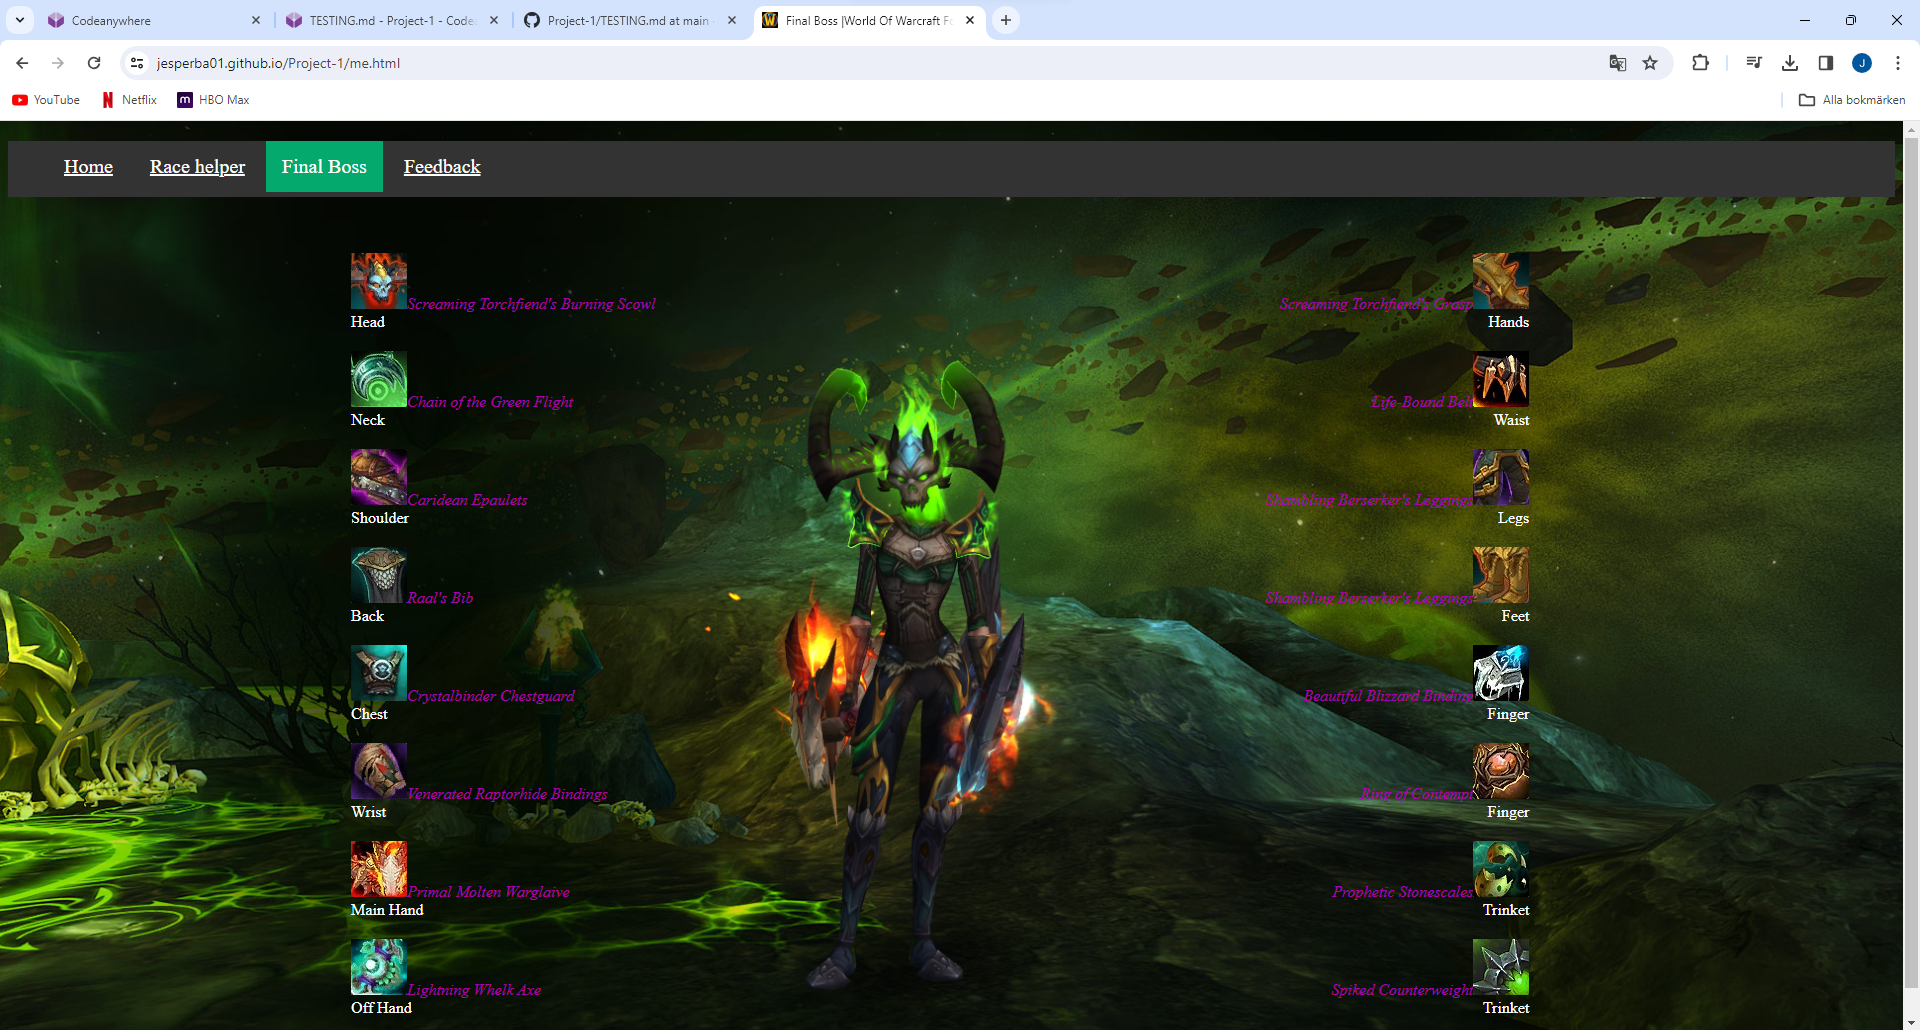 Codeanywhere
TESTING.md - Project-1 - Code
Project-1/TESTING.md at main
Final Boss |World Of Warcraft Fo
jesperba01.github.io/Project-1/me.html
J
YouTube
Netflix
m
HBO Max
Alla bokmärken
Home
Race helper
Final Boss
Feedback
Screaming Torchfiend's Burning Scowl
Head
Chain of the Green Flight
Neck
Caridean Epaulets
Shoulder
Raal's Bib
Back
Crystalbinder Chestguard
Chest
Venerated Raptorhide Bindings
Wrist
Primal Molten Warglaive
Main Hand
Lightning Whelk Axe
Off Hand
Screaming Torchfiend's Grasp
Hands
Life-Bound Belt
Waist
Shambling Berserker's Leggings
Legs
Shambling Berserker's Leggings
Feet
Beautiful Blizzard Binding
Finger
Ring of Contempt
Finger
Prophetic Stonescales
Trinket
Spiked Counterweight
Trinket